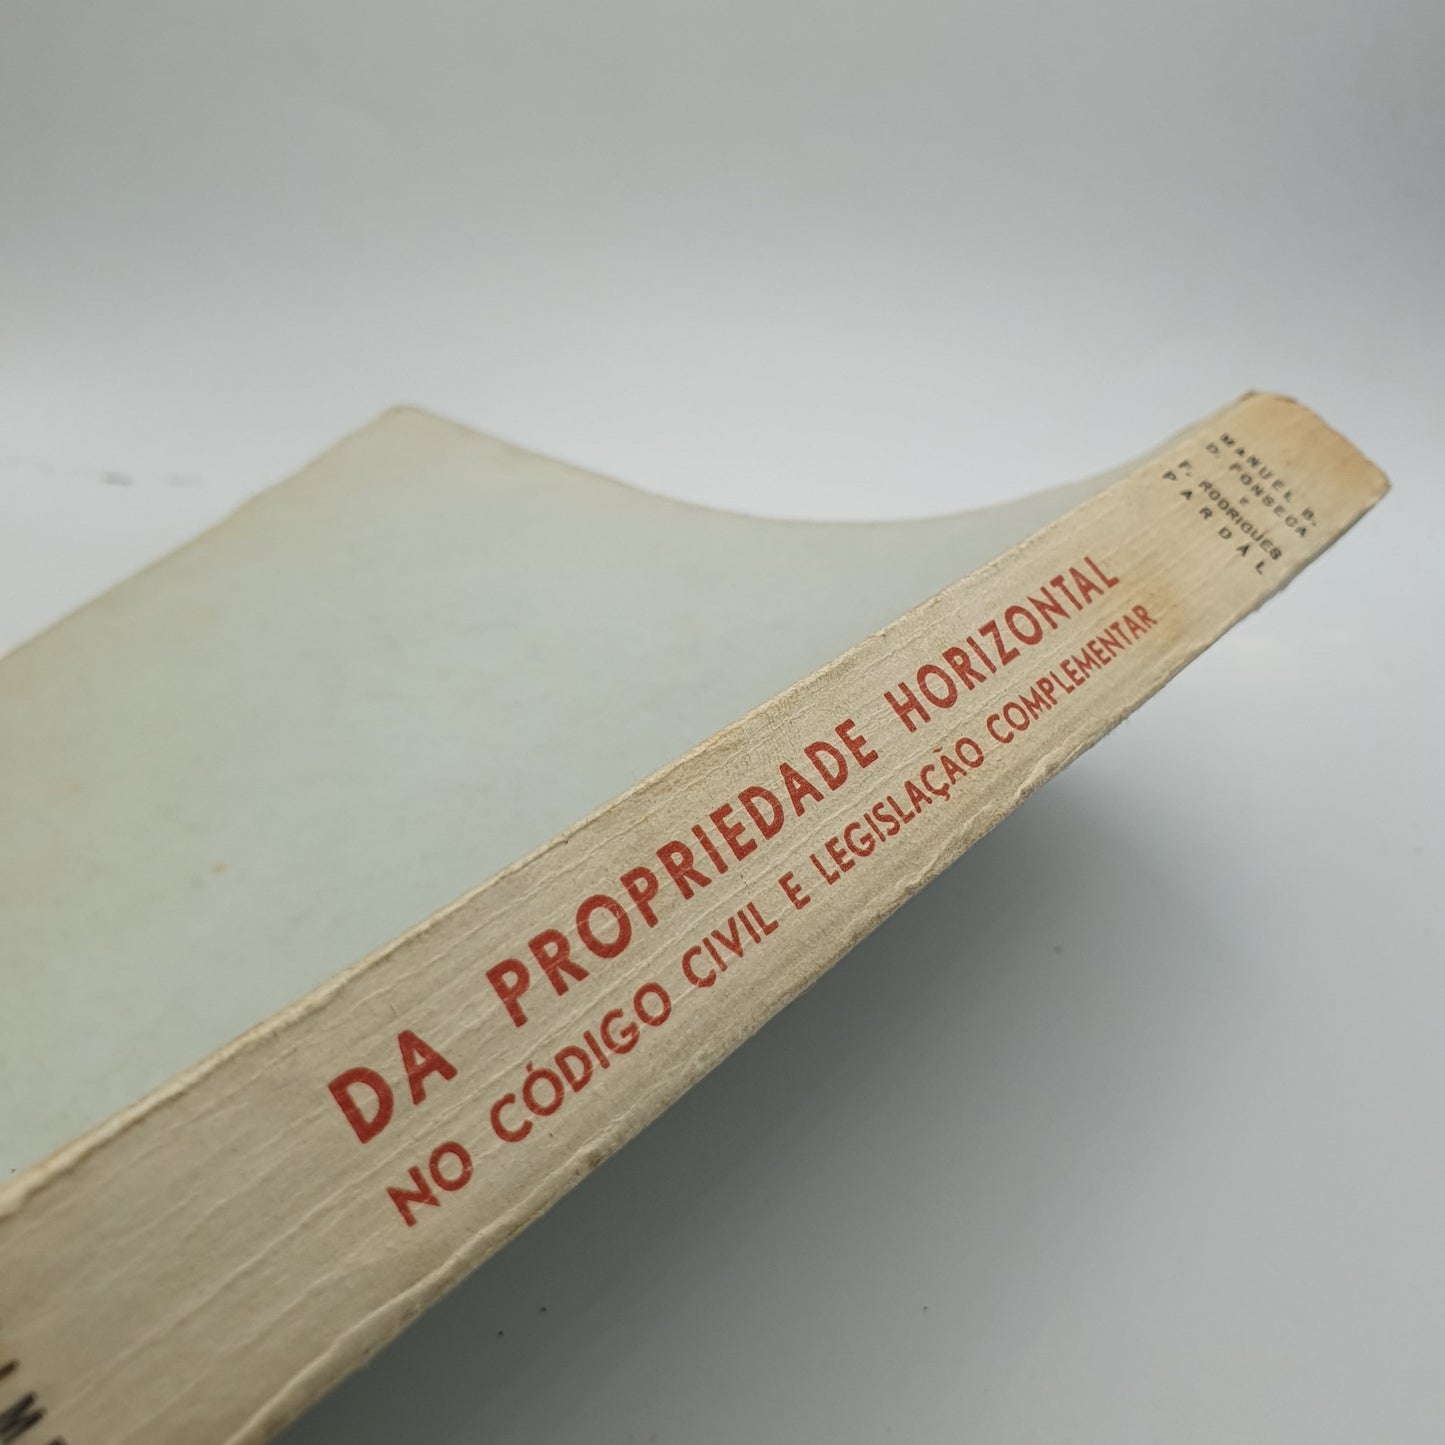 MANUEL B.
D. FONSECA
E
F. RODRIGUES
PARDAL
DA PROPRIEDADE HORIZONTAL
NO CÓDIGO CIVIL E LEGISLAÇÃO COMPLEMENTAR